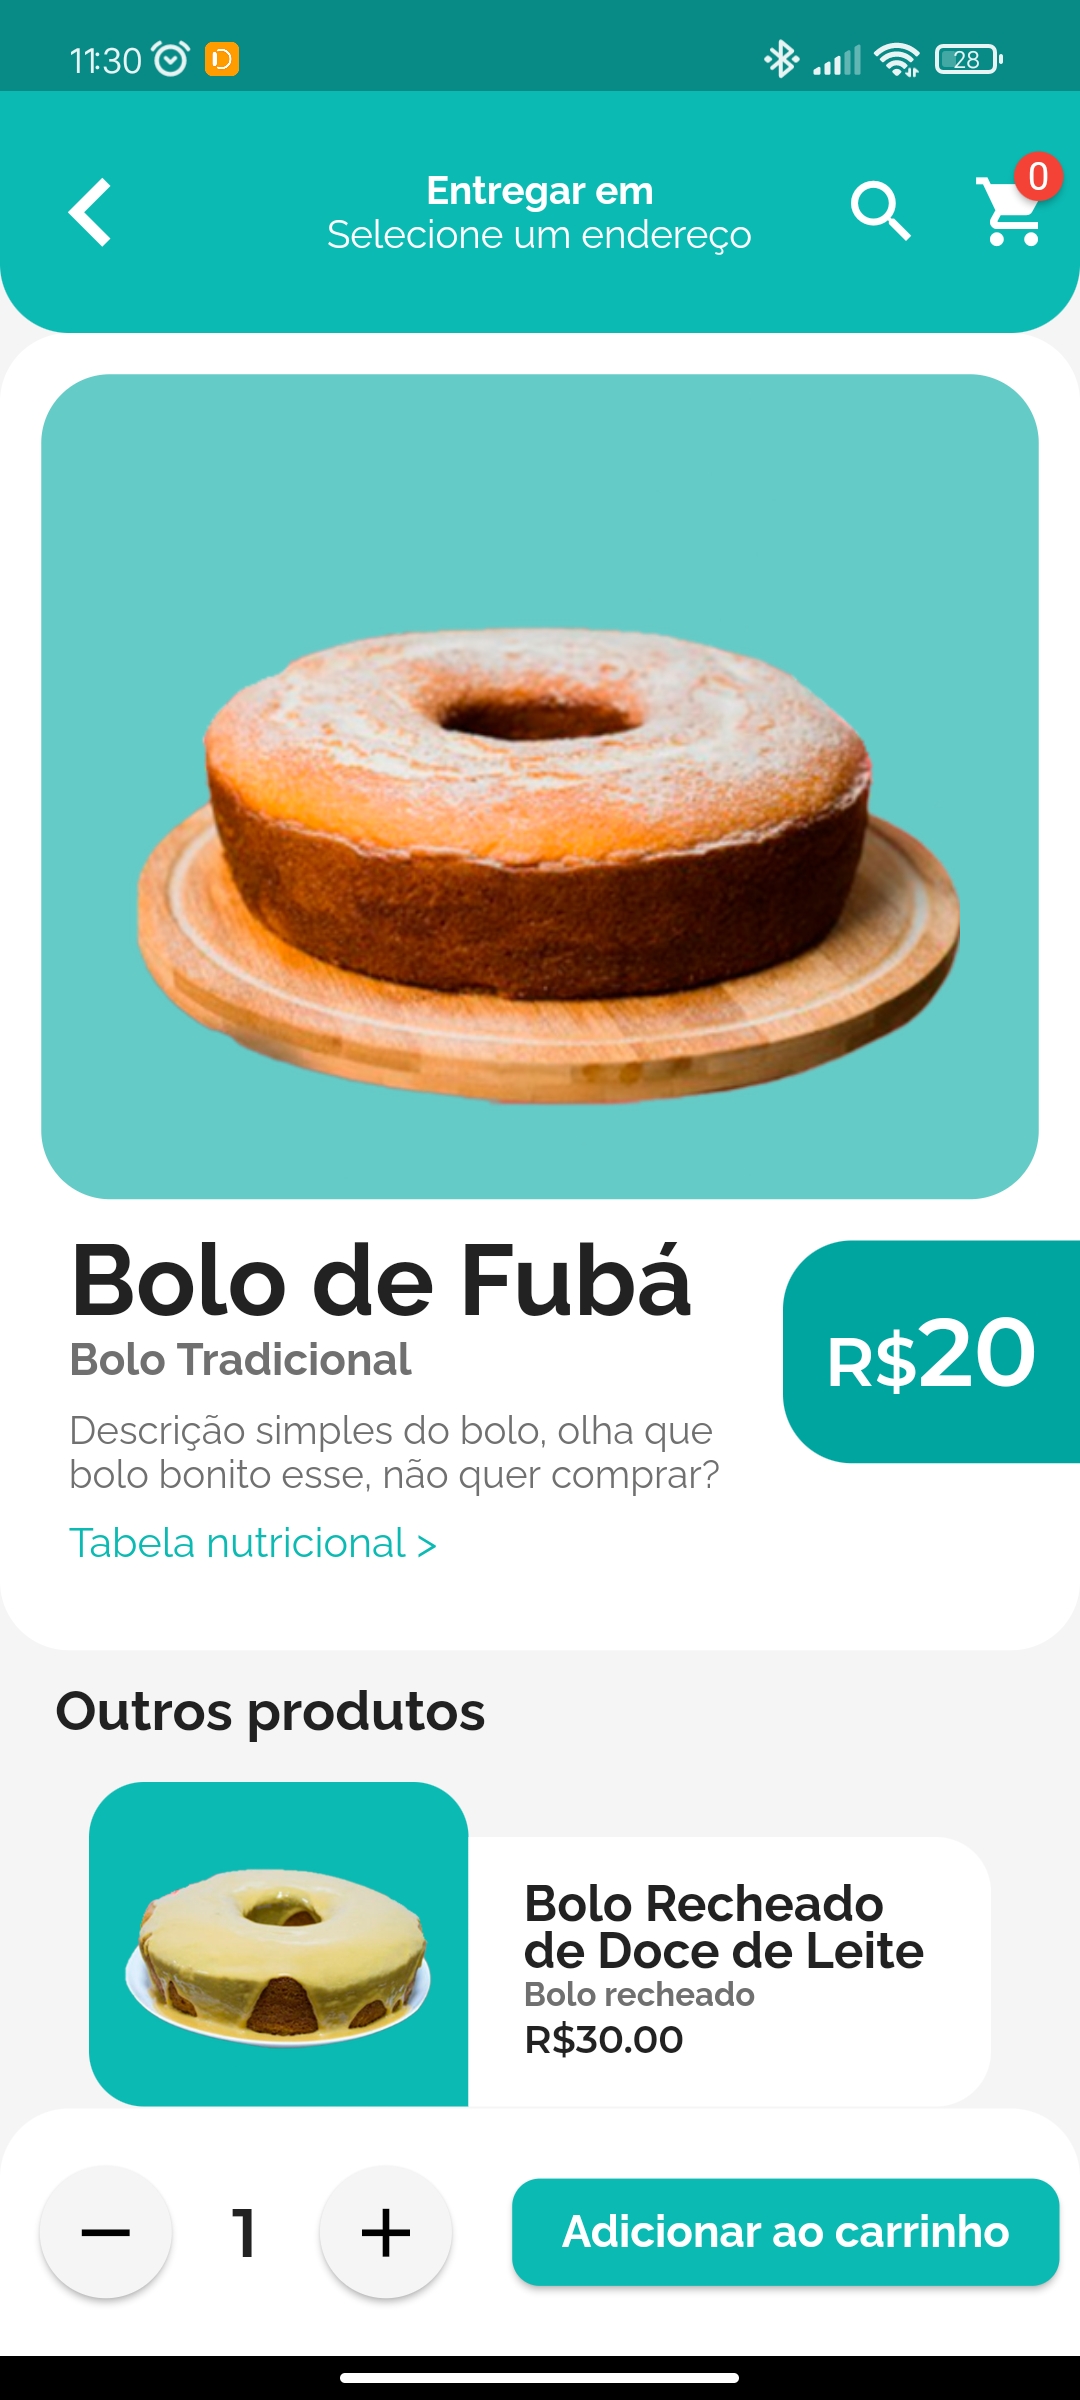 11:30
28
Entregar em
Selecione um endereço
0
Bolo de Fubá
Bolo Tradicional
R$20
Descrição simples do bolo, olha que
bolo bonito esse, não quer comprar?
Tabela nutricional >
Outros produtos
Bolo Recheado
de Doce de Leite
Bolo recheado
R$30.00
1
Adicionar ao carrinho